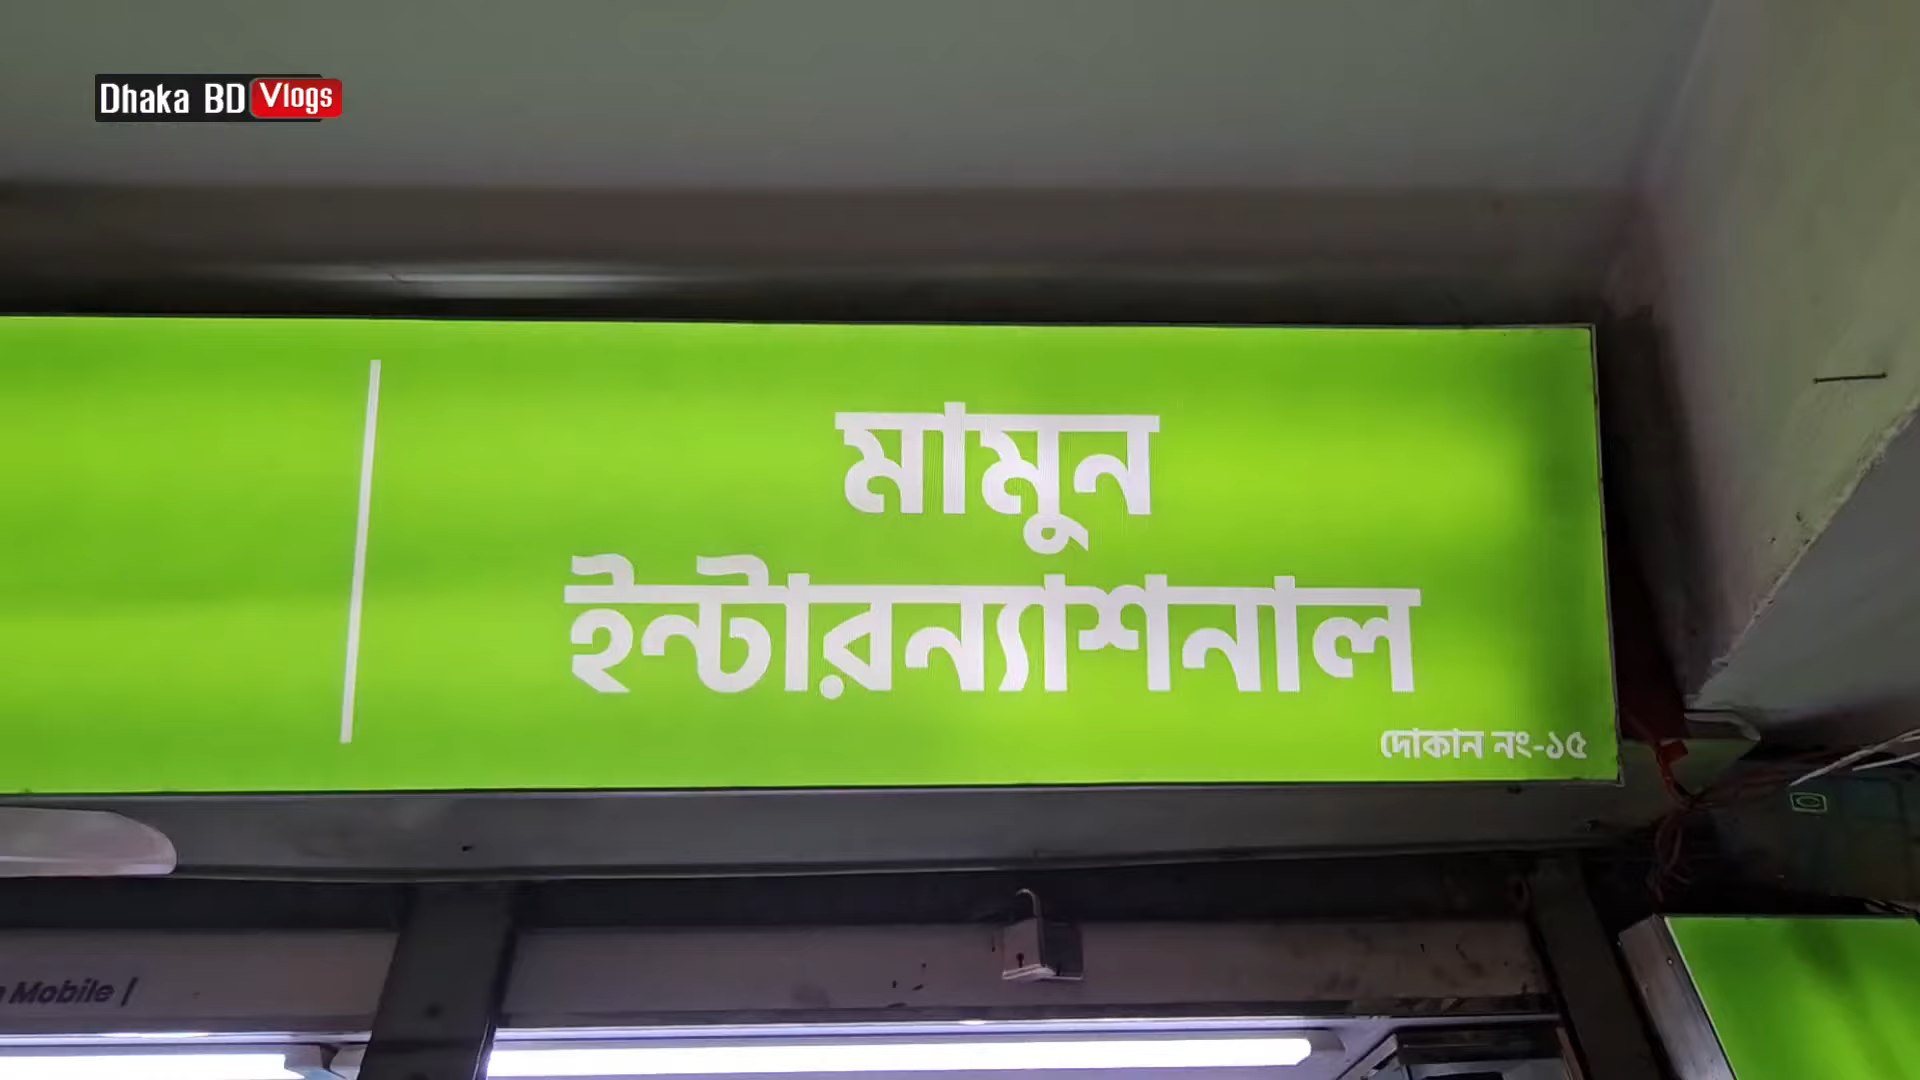 Dhaka BD Vlogs
মামুন
ইন্টারন্যাশনাল
দোকান নং-১৫
Mobile |